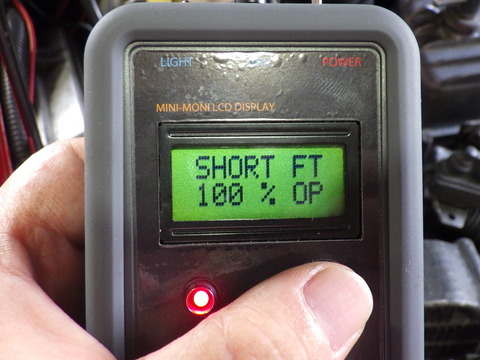 LIGHT POWER
MINI-MONI LCD DISPLAY
SHORT FT
100 % OP